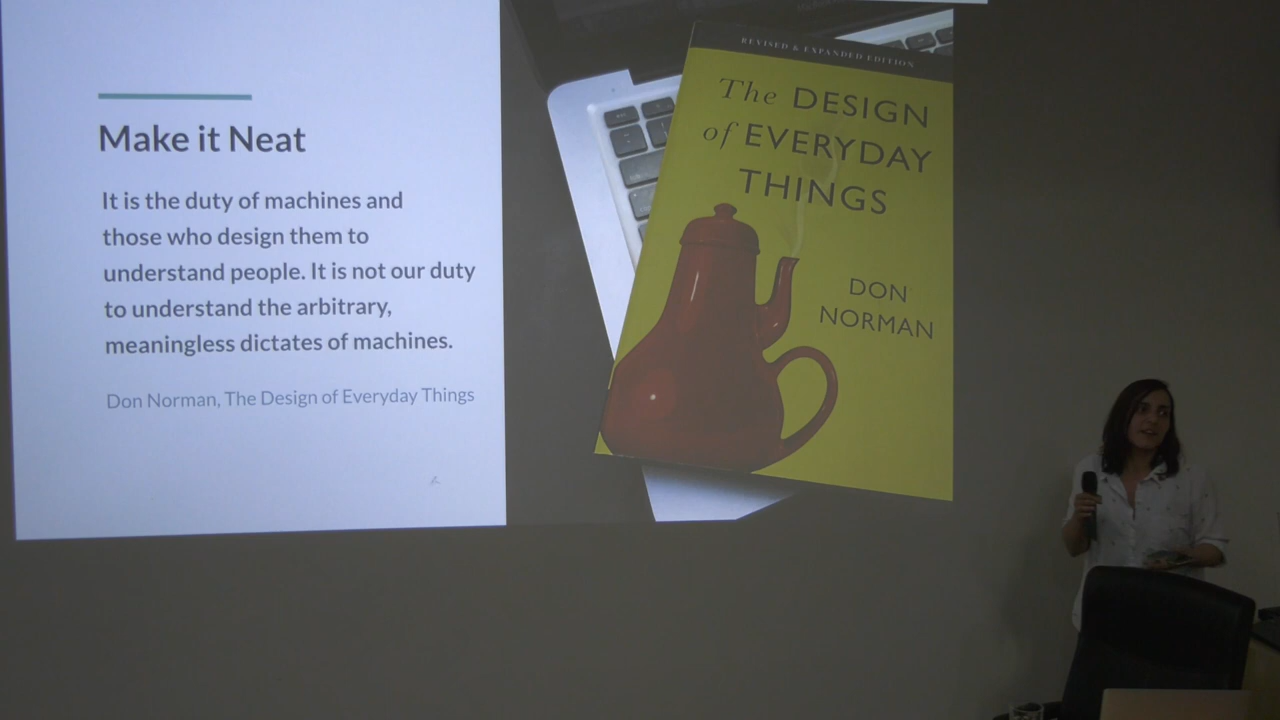 Make it Neat
It is the duty of machines and
those who design them to
understand people. It is not our duty
to understand the arbitrary,
meaningless dictates of machines.
Don Norman, The Design of Everyday Things
REVISED & EXPANDED EDITION
The DESIGN
of EVERYDAY
THINGS
DON
NORMAN